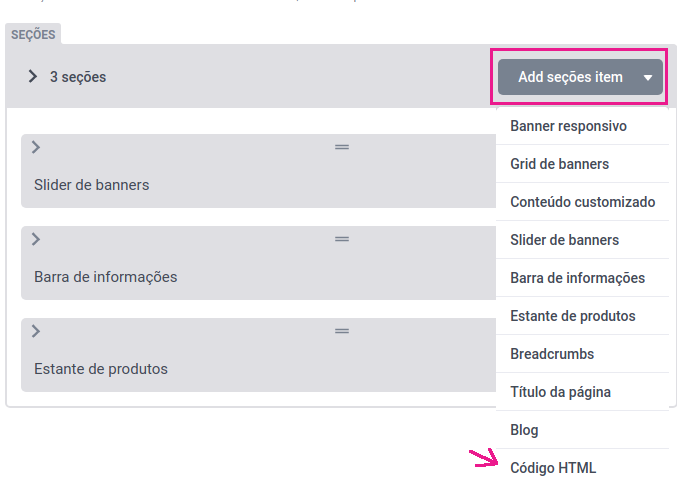 SEÇÕES
3 seções
Add seções item
Slider de banners
Barra de informações
Estante de produtos
Banner responsivo
Grid de banners
Conteúdo customizado
Slider de banners
Barra de informações
Estante de produtos
Breadcrumbs
Título da página
Blog
Código HTML